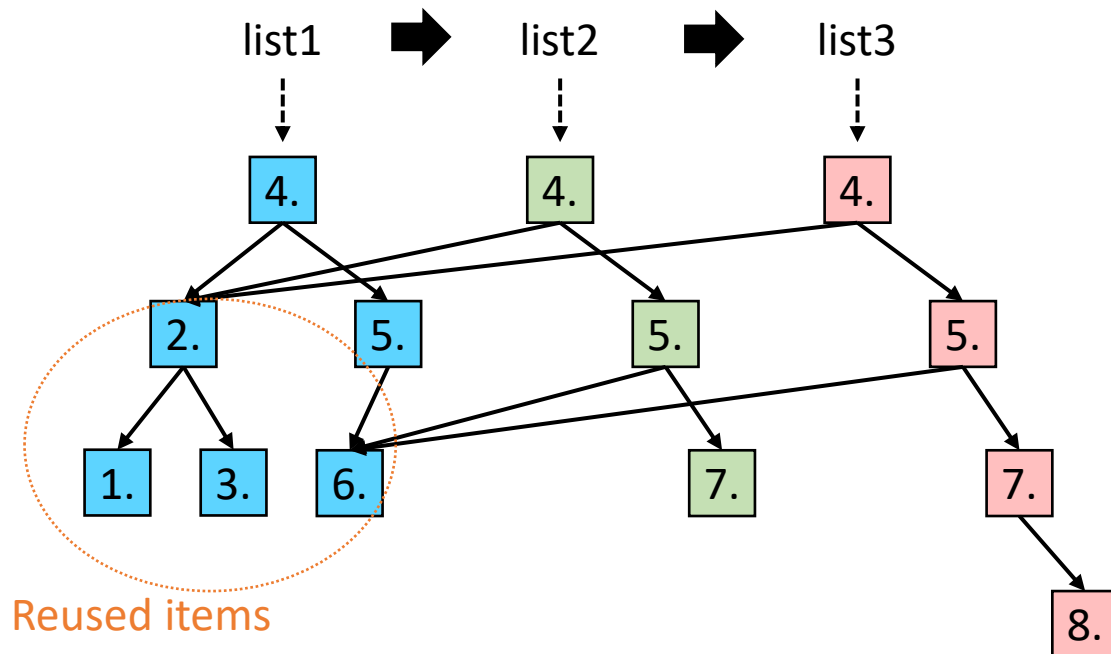 list1 list2 list3
4. 4. 4.
2. 5. 5. 5.
1. 3. 6. 7. 7.
Reused items 8.